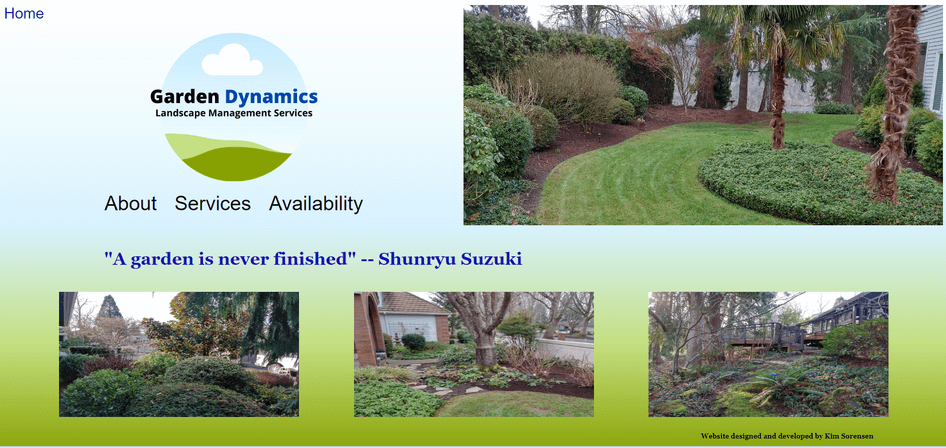 Home
Garden Dynamics
Landscape Management Services
About Services Availability
"A garden is never finished" -- Shunryu Suzuki
Website designed and developed by Kim Sorensen